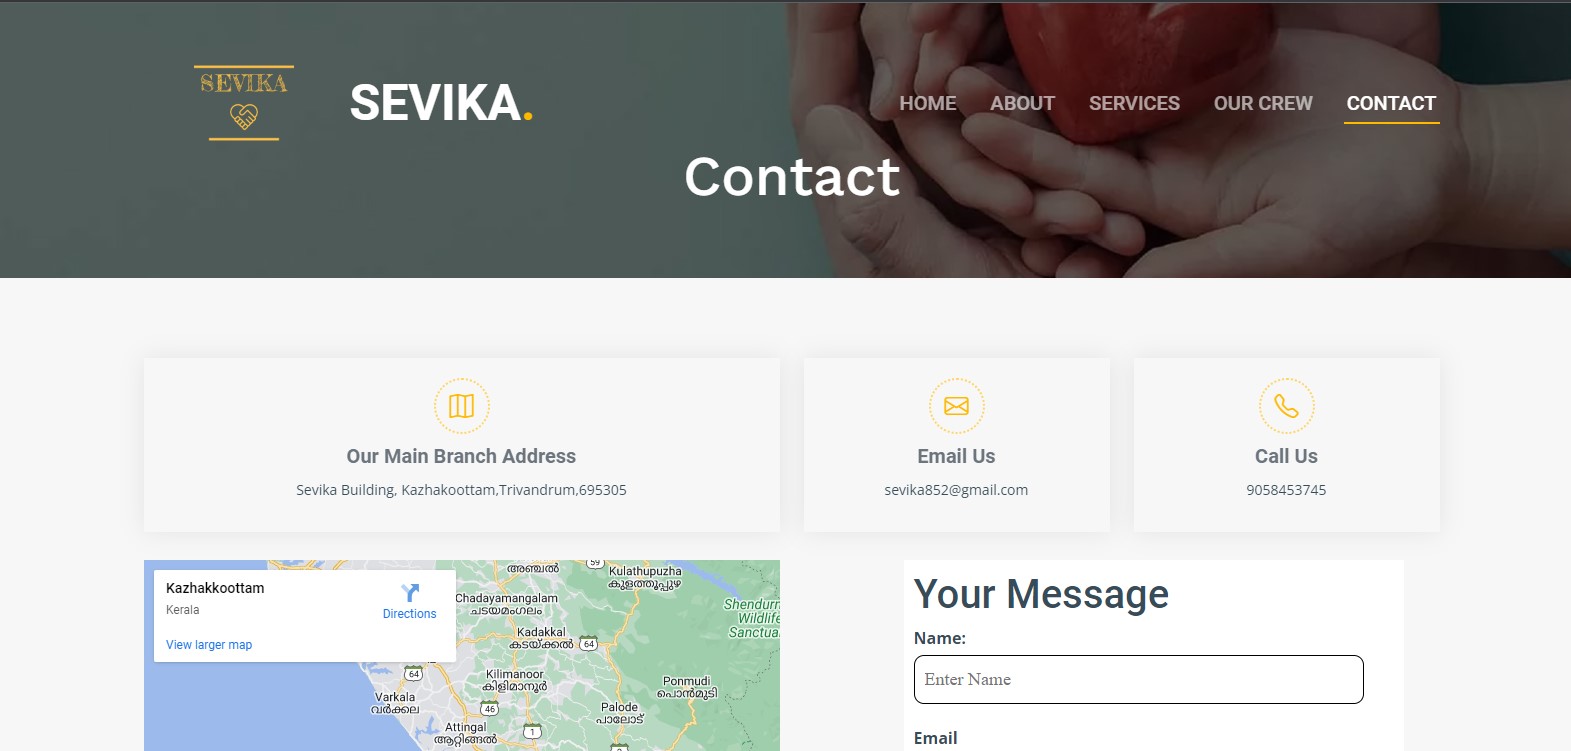 SEVIKA
SEVIKA.
HOME ABOUT SERVICES OUR CREW CONTACT
Contact
Our Main Branch Address
Sevika Building, Kazhakoottam,Trivandrum,695305
Email Us
sevika852@gmail.com
Call Us
9058453745
Kazhakkoottam
Kerala
Directions
View larger map
അഞ്ചൽ
59
Kulathupuzha
കുളത്തൂപ്പുഴ
Chadayamangalam
ചടയമംഗലം
Kadakkal
കടയ്ക്കൽ
64
Shendurn
Wildlife
Sanctua
64
Kilimanoor
കിളിമാനൂർ
Ponmudi
പൊൻമുടി
Varkala
വർക്കല
46
Palode
പാലോട്
Attingal
ആറ്റിങ്ങൽ
1
2
Your Message
Name:
Enter Name
Email